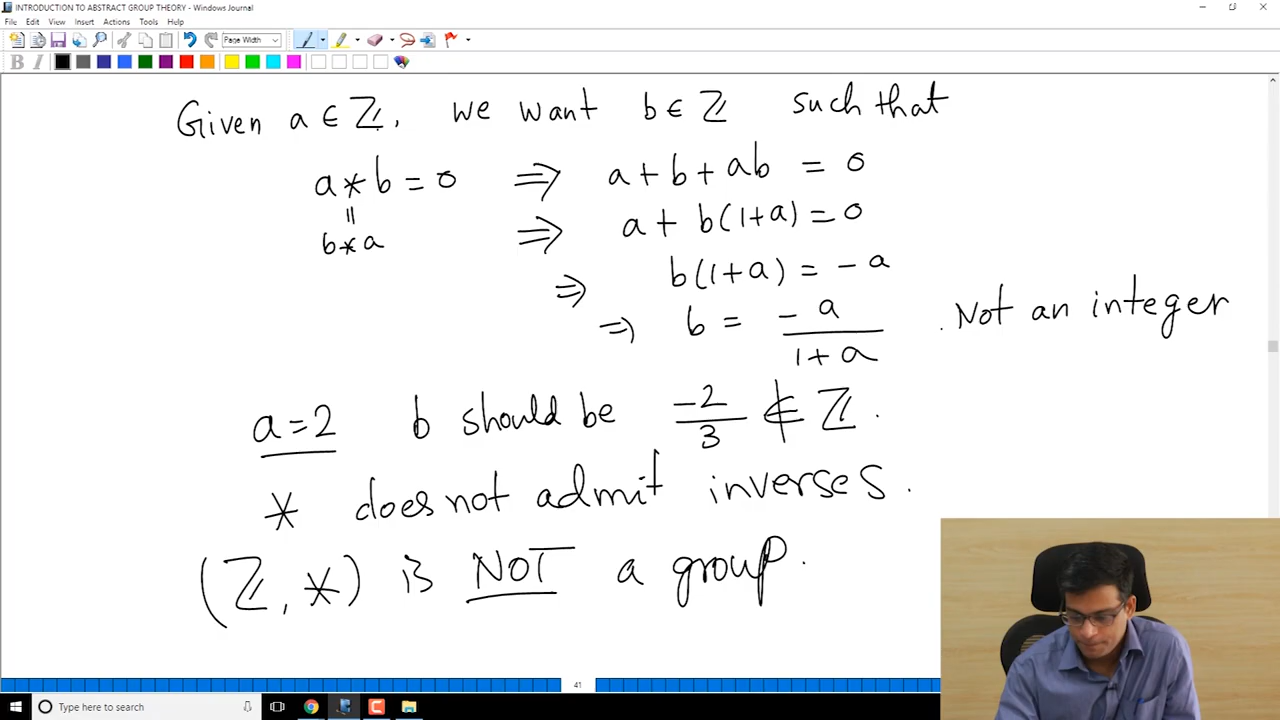 INTRODUCTION TO ABSTRACT GROUP THEORY - Windows Journal
File Edit View Insert Actions Tools Help
Page Width
B I
Given a ∈ ℤ, we want b ∈ ℤ such that
a * b = 0 ⇒ a + b + ab = 0
||
b * a ⇒ a + b(1+a) = 0
⇒ b(1+a) = -a
⇒ b = -a / 1+a . Not an integer
a=2 b should be -2/3 ∉ ℤ.
* does not admit inverses.
(ℤ, *) is NOT a group.
41
Type here to search